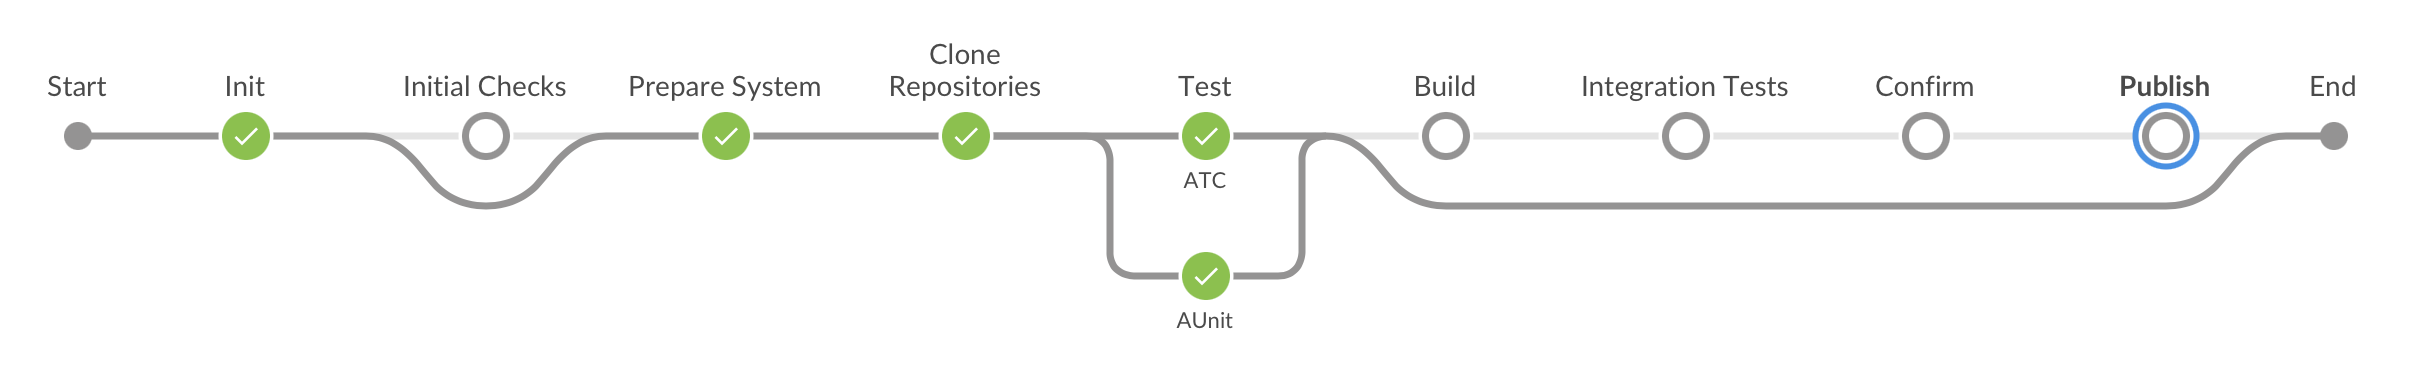 Start
Init
Initial Checks
Prepare System
Clone
Repositories
Test
ATC
AUnit
Build
Integration Tests
Confirm
Publish
End